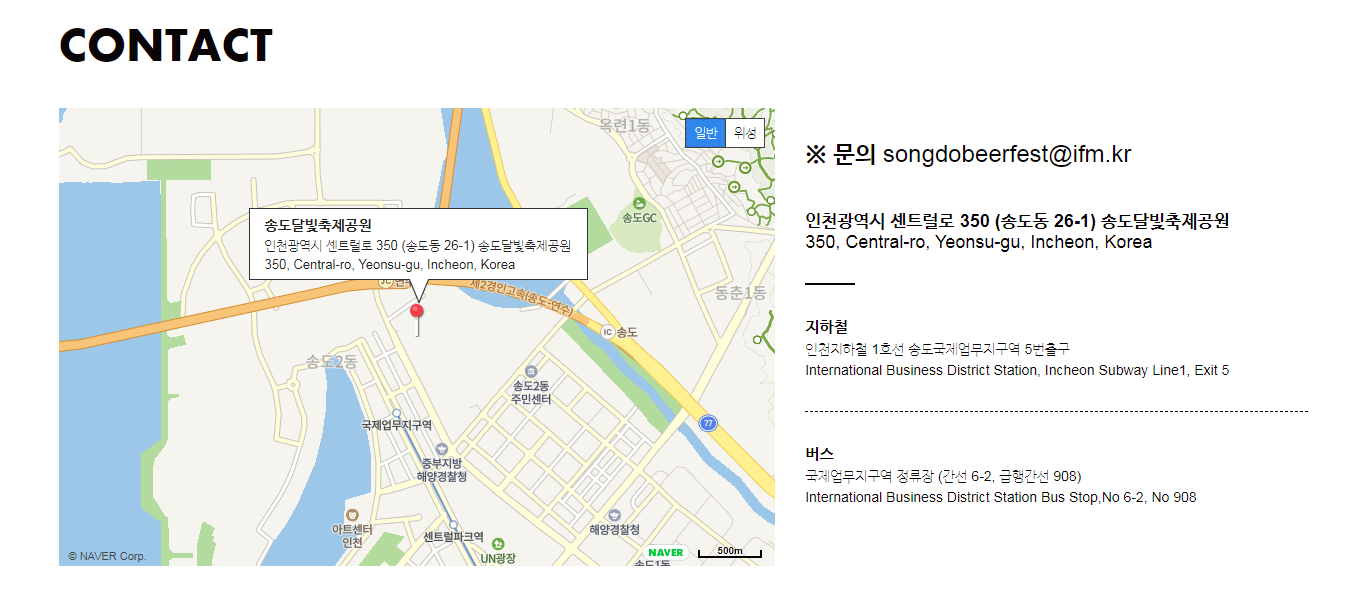 CONTACT
옥련1동
일반 위성
송도GC
송도달빛축제공원
인천광역시 센트럴로 350 (송도동 26-1) 송도달빛축제공원
350, Central-ro, Yeonsu-gu, Incheon, Korea
JC 연수
제2경인고속(송도-연수)
동춘1동
IC 송도
송도2동
송도2동
주민센터
국제업무지구역
77
중부지방
해양경찰청
아트센터
인천
센트럴파크역
해양경찰청
UN광장
송도1동
© NAVER Corp.
NAVER
500m
※ 문의 songdobeerfest@ifm.kr
인천광역시 센트럴로 350 (송도동 26-1) 송도달빛축제공원
350, Central-ro, Yeonsu-gu, Incheon, Korea
지하철
인천지하철 1호선 송도국제업무지구역 5번출구
International Business District Station, Incheon Subway Line1, Exit 5
버스
국제업무지구역 정류장 (간선 6-2, 급행간선 908)
International Business District Station Bus Stop,No 6-2, No 908